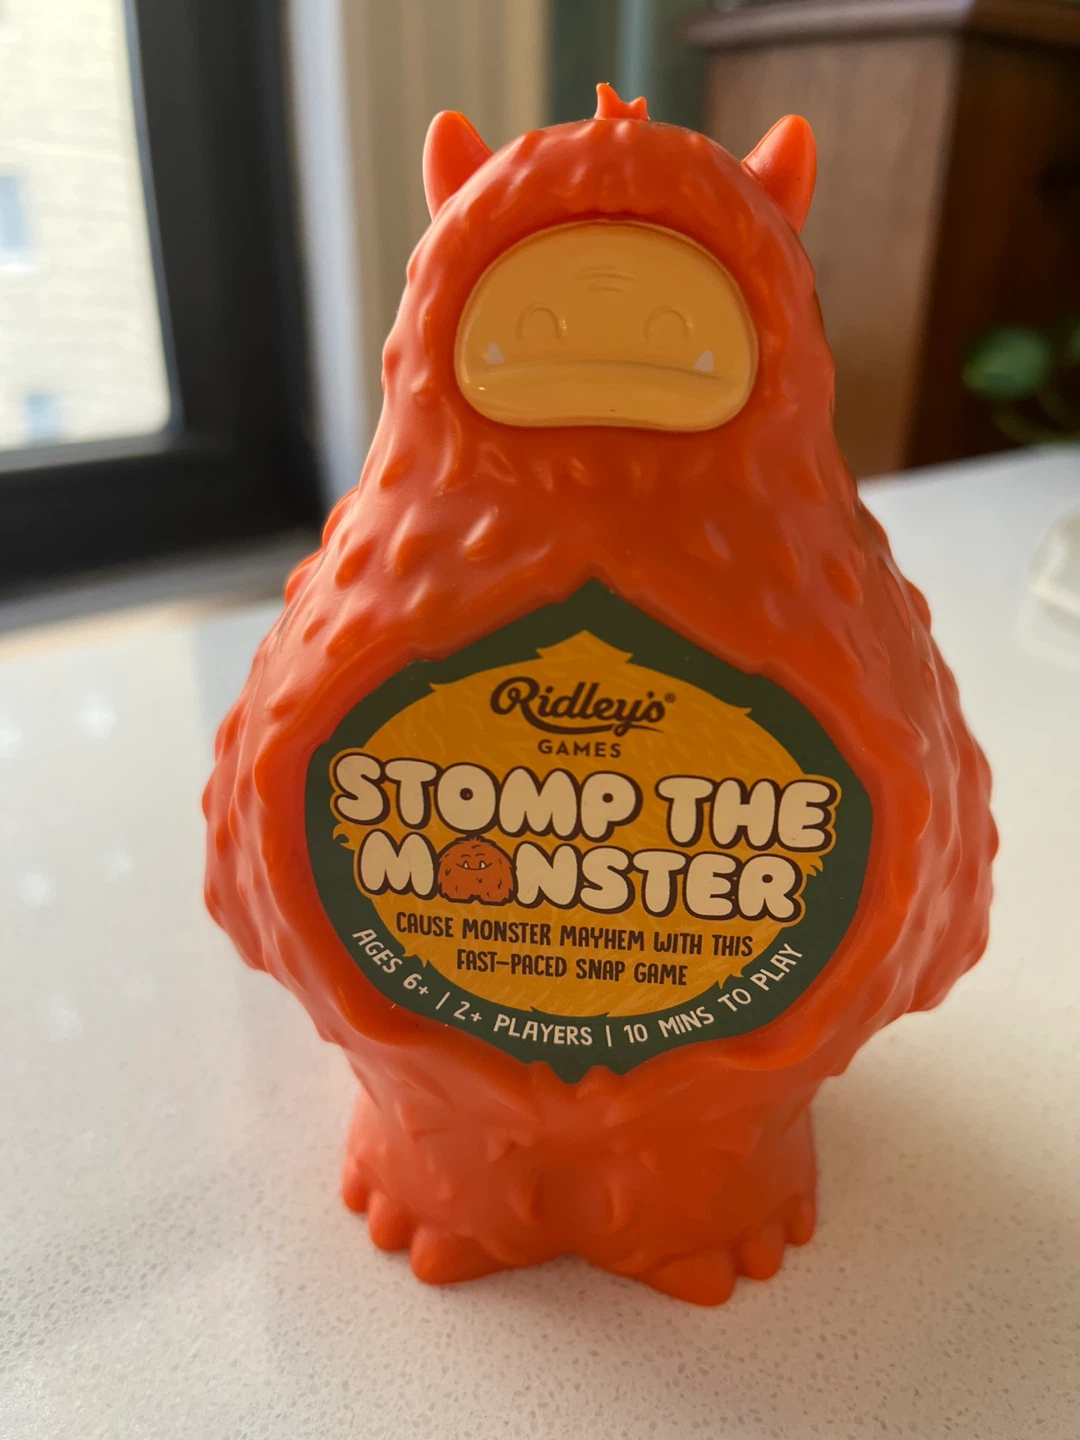 Ridley's®
GAMES
STOMP THE
MONSTER
CAUSE MONSTER MAYHEM WITH THIS
FAST-PACED SNAP GAME
AGES 6+ | 2+ PLAYERS | 10 MINS TO PLAY